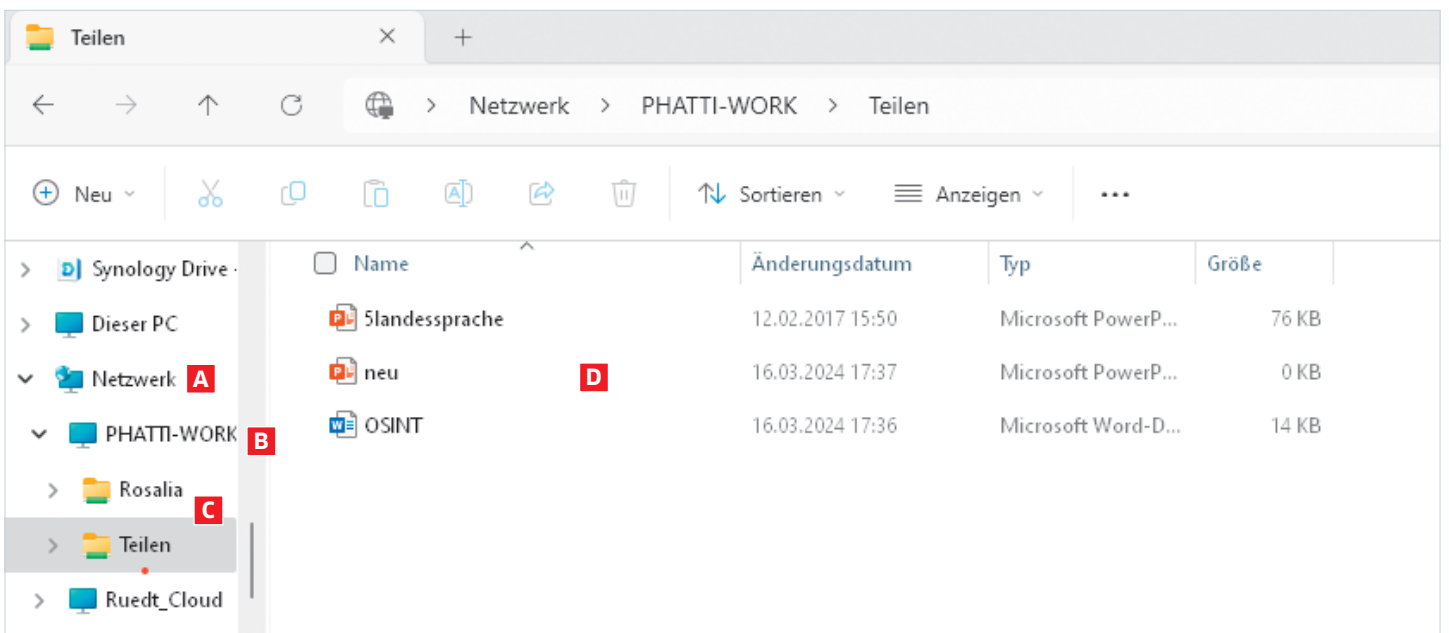 Teilen
Netzwerk > PHATTI-WORK > Teilen
Neu Sortieren Anzeigen
Name Änderungsdatum Typ Größe
Synology Drive
Dieser PC
Netzwerk A
PHATTI-WORK B
Rosalia
C
Teilen
Ruedt_Cloud
5landessprache 12.02.2017 15:50 Microsoft PowerP... 76 KB
neu D 16.03.2024 17:37 Microsoft PowerP... 0 KB
OSINT 16.03.2024 17:36 Microsoft Word-D... 14 KB